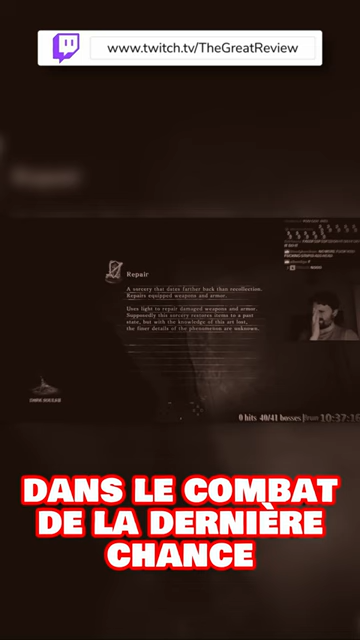 www.twitch.tv/TheGreatReview
Repair
A sorcery that dates farther back than recollection.
Repairs equipped weapons and armor.
Uses light to repair damaged weapons and armor.
Supposedly this sorcery restores items to a past
state, but with the knowledge of this art lost,
the finer details of the phenomenon are unknown.
0 hits 40/41 bosses
10:37:16
DANS LE COMBAT
DE LA DERNIÈRE
CHANCE